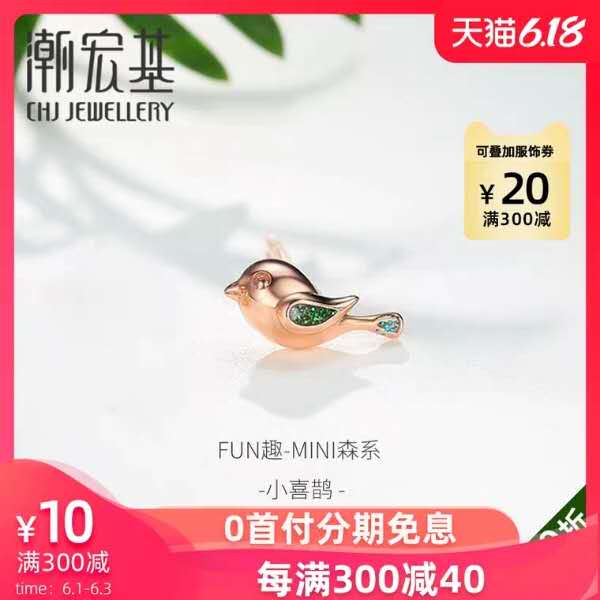 潮宏基
CHJ JEWELLERY
天猫6.18
可叠加服饰券
¥20
满300减
FUN趣-MINI森系
-小喜鹊-
¥10
满300减
time: 6.1-6.3
0首付分期免息
每满300减40
折